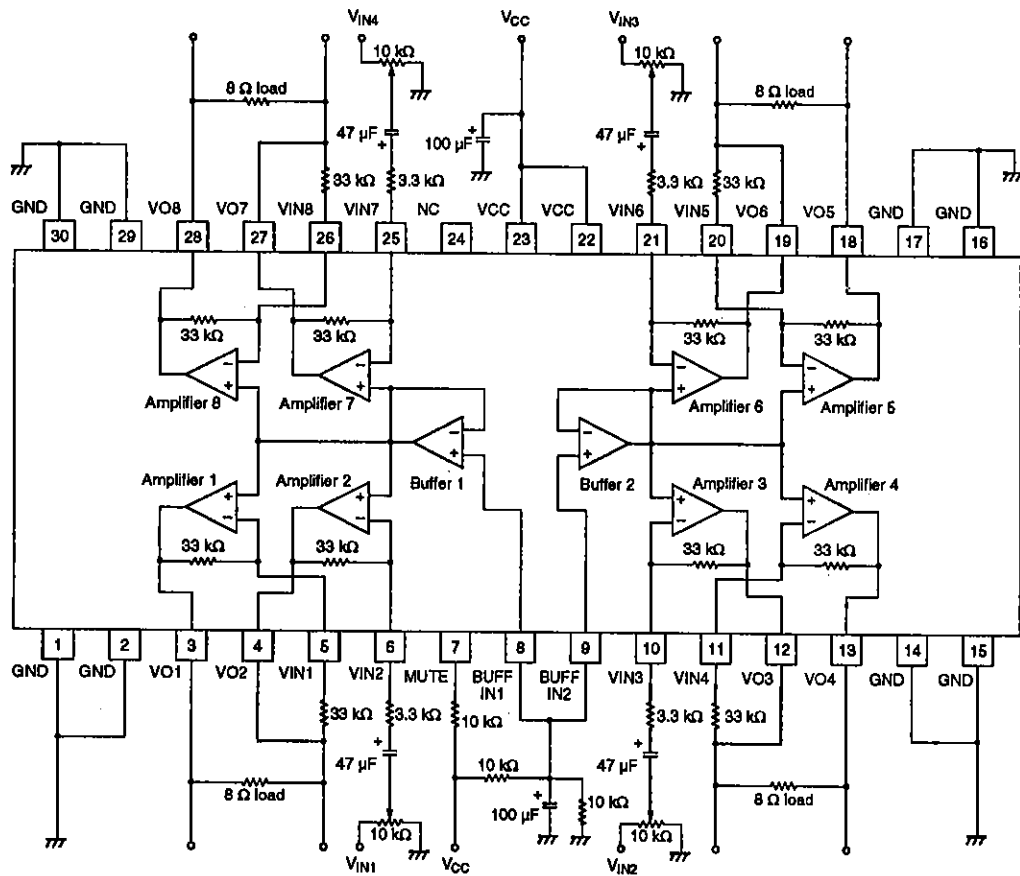 VIN4
VCC
VIN3
10 kΩ
10 kΩ
8 Ω load
8 Ω load
47 µF
+
100 µF
+
47 µF
+
33 kΩ
3.3 kΩ
3.3 kΩ
33 kΩ
GND
GND
VO8
VO7
VIN8
VIN7
NC
VCC
VCC
VIN6
VIN5
VO6
VO5
GND
GND
30
29
28
27
26
25
24
23
22
21
20
19
18
17
16
33 kΩ
33 kΩ
33 kΩ
33 kΩ
−
+
−
+
−
+
−
+
Amplifier 8
Amplifier 7
Amplifier 6
Amplifier 5
−
+
−
+
Amplifier 1
Amplifier 2
Buffer 1
Buffer 2
Amplifier 3
Amplifier 4
+
−
+
−
+
−
+
−
33 kΩ
33 kΩ
33 kΩ
33 kΩ
1
2
3
4
5
6
7
8
9
10
11
12
13
14
15
GND
GND
VO1
VO2
VIN1
VIN2
MUTE
BUFF
IN1
BUFF
IN2
VIN3
VIN4
VO3
VO4
GND
GND
33 kΩ
3.3 kΩ
10 kΩ
3.3 kΩ
33 kΩ
+
47 µF
10 kΩ
+
47 µF
8 Ω load
100 µF
+
10 kΩ
8 Ω load
10 kΩ
10 kΩ
VIN1
VCC
VIN2